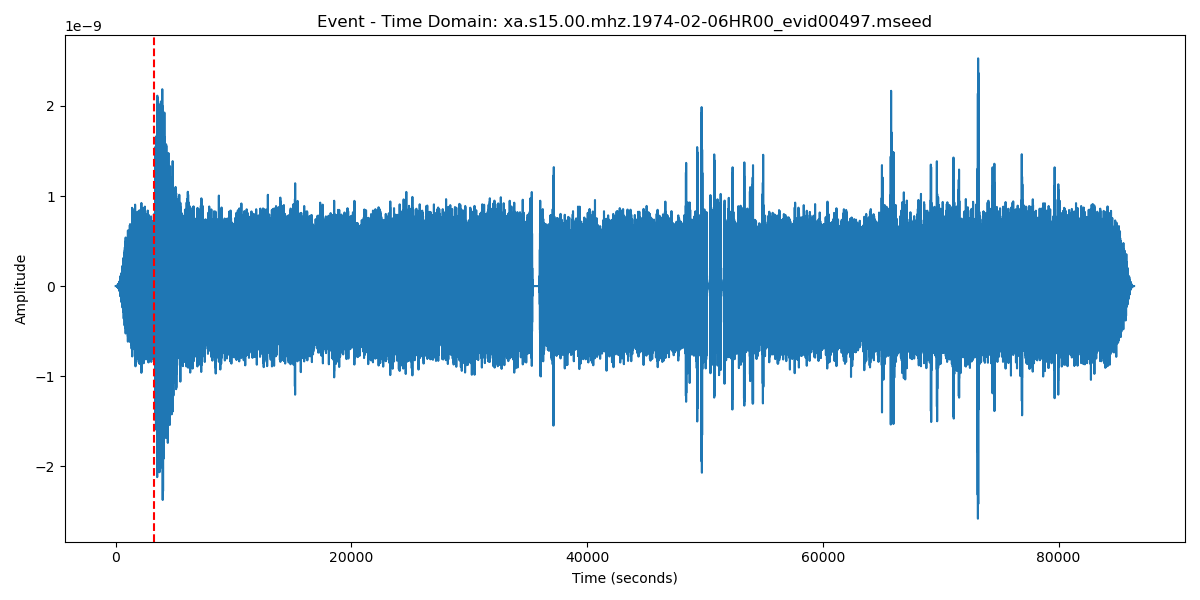 Event - Time Domain: xa.s15.00.mhz.1974-02-06HR00_evid00497.mseed
1e−9
2
1
0
−1
−2
Amplitude
0 20000 40000 60000 80000
Time (seconds)